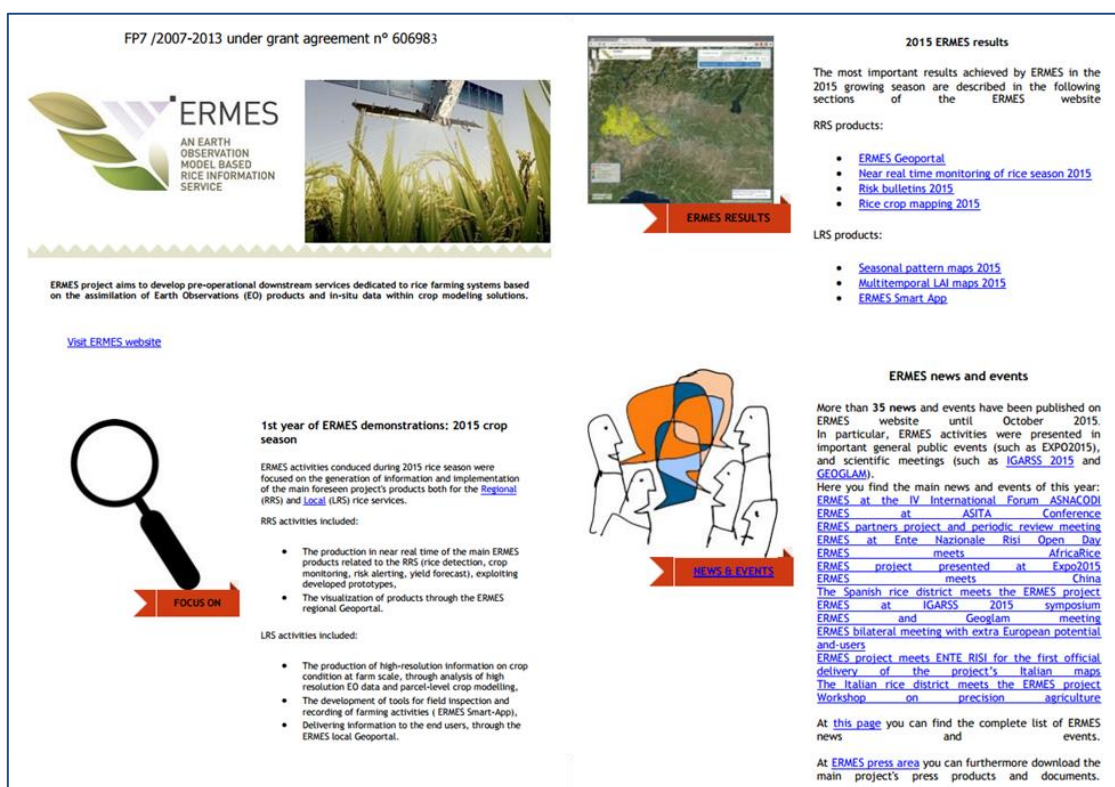 FP7 /2007-2013 under grant agreement n° 606983
ERMES
AN EARTH
OBSERVATION
MODEL BASED
RICE INFORMATION
SERVICE
ERMES project aims to develop pre-operational downstream services dedicated to rice farming systems based
on the assimilation of Earth Observations (EO) products and in-situ data within crop modeling solutions.
Visit ERMES website
FOCUS ON
1st year of ERMES demonstrations: 2015 crop
season
ERMES activities conduced during 2015 rice season were
focused on the generation of information and implementation
of the main foreseen project's products both for the Regional
(RRS) and Local (LRS) rice services.
RRS activities included:
• The production in near real time of the main ERMES
products related to the RRS (rice detection, crop
monitoring, risk alerting, yield forecast), exploiting
developed prototypes,
• The visualization of products through the ERMES
regional Geoportal.
LRS activities included:
• The production of high-resolution information on crop
condition at farm scale, through analysis of high
resolution EO data and parcel-level crop modelling,
• The development of tools for field inspection and
recording of farming activities ( ERMES Smart-App),
• Delivering information to the end users, through the
ERMES local Geoportal.
ERMES RESULTS
2015 ERMES results
The most important results achieved by ERMES in the
2015 growing season are described in the following
sections of the ERMES website
RRS products:
• ERMES Geoportal
• Near real time monitoring of rice season 2015
• Risk bulletins 2015
• Rice crop mapping 2015
LRS products:
• Seasonal pattern maps 2015
• Multitemporal LAI maps 2015
• ERMES Smart App
NEWS & EVENTS
ERMES news and events
More than 35 news and events have been published on
ERMES website until October 2015.
In particular, ERMES activities were presented in
important general public events (such as EXPO2015),
and scientific meetings (such as IGARSS 2015 and
GEOGLAM).
Here you find the main news and events of this year:
ERMES at the IV International Forum ASNACODI
ERMES at ASITA Conference
ERMES partners project and periodic review meeting
ERMES at Ente Nazionale Risi Open Day
ERMES meets AfricaRice
ERMES project presented at Expo2015
ERMES meets China
The Spanish rice district meets the ERMES project
ERMES at IGARSS 2015 symposium
ERMES and Geoglam meeting
ERMES bilateral meeting with extra European potential
and-users
ERMES project meets ENTE RISI for the first official
delivery of the project's Italian maps
The Italian rice district meets the ERMES project
Workshop on precision agriculture
At this page you can find the complete list of ERMES
news and events.
At ERMES press area you can furthermore download the
main project's press products and documents.